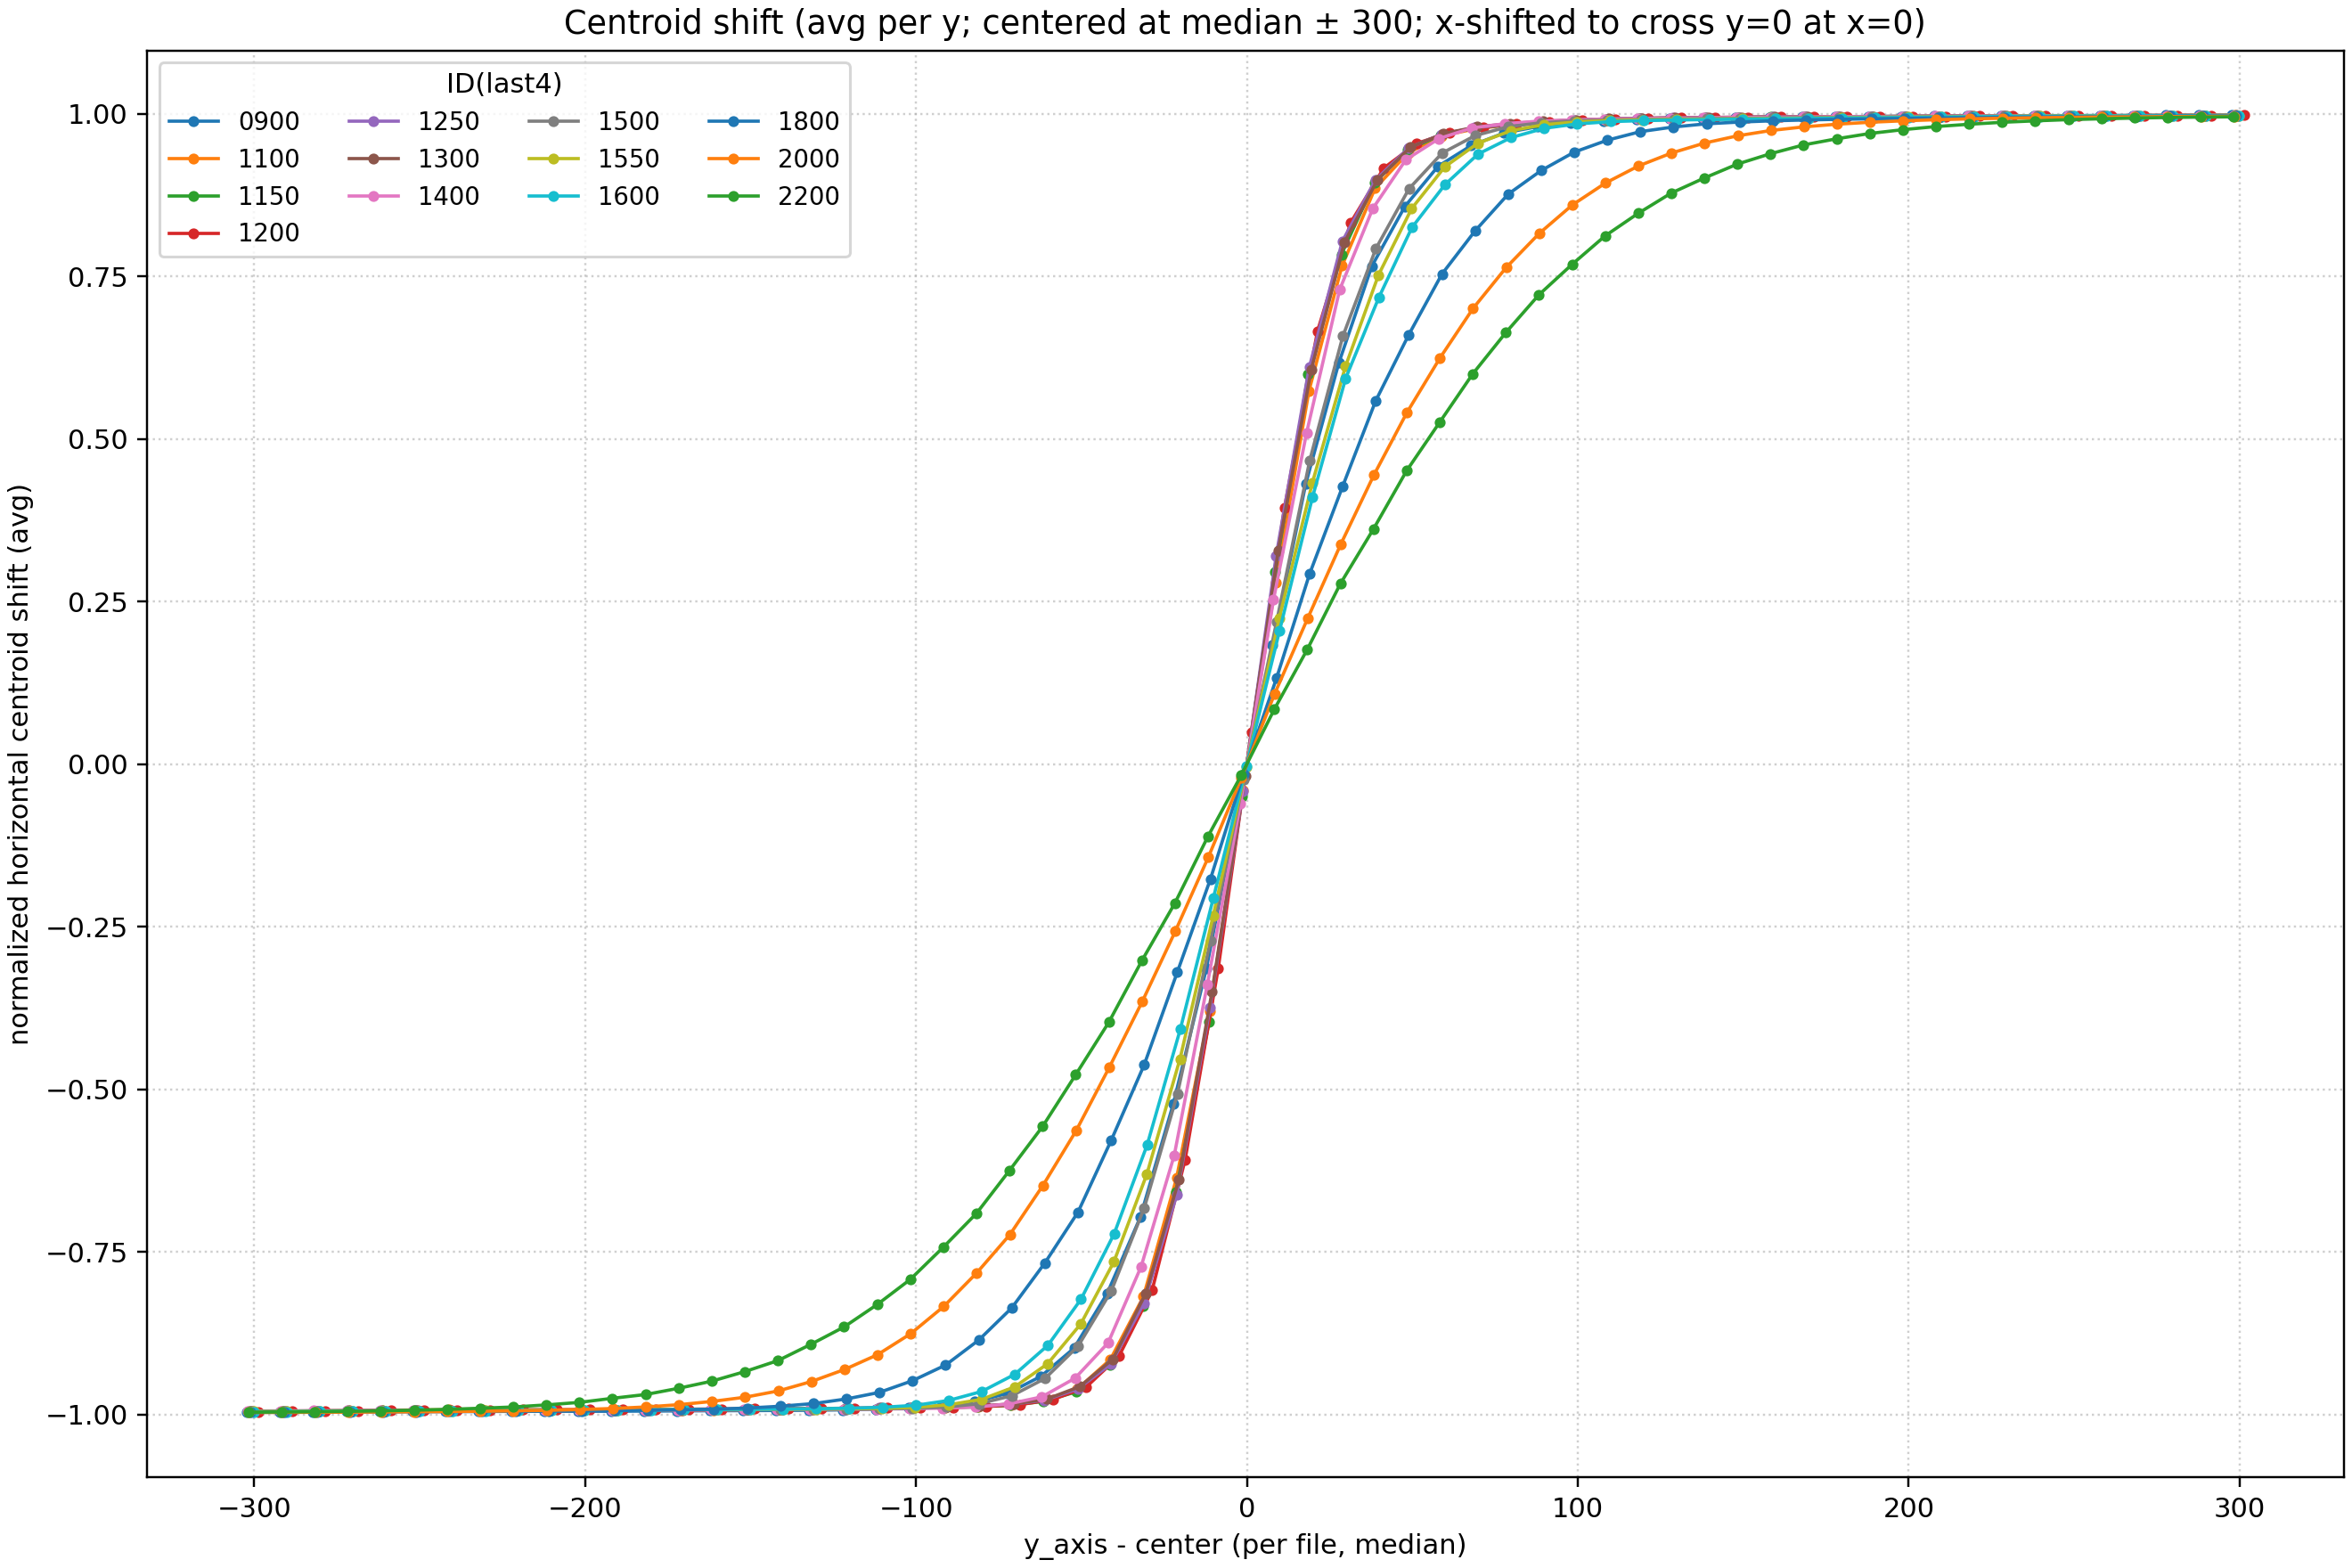 Centroid shift (avg per y; centered at median ± 300; x-shifted to cross y=0 at x=0)
ID(last4)
0900 1250 1500 1800
1100 1300 1550 2000
1150 1400 1600 2200
1200
1.00
0.75
0.50
0.25
0.00
−0.25
−0.50
−0.75
−1.00
normalized horizontal centroid shift (avg)
−300 −200 −100 0 100 200 300
y_axis - center (per file, median)